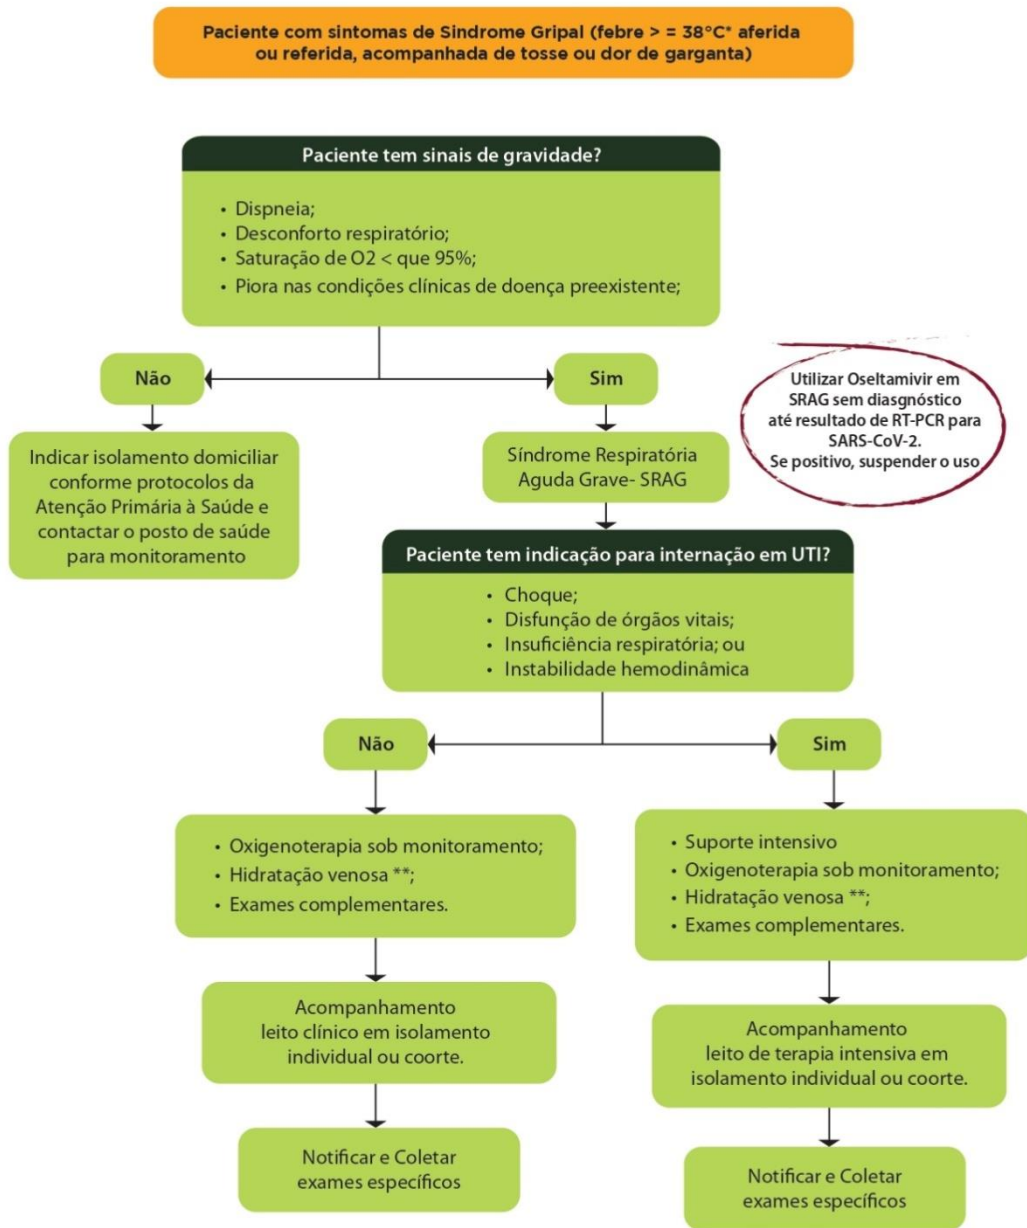 Paciente com sintomas de Sindrome Gripal (febre > = 38°C* aferida
ou referida, acompanhada de tosse ou dor de garganta)
Paciente tem sinais de gravidade?
• Dispneia;
• Desconforto respiratório;
• Saturação de O2 < que 95%;
• Piora nas condições clínicas de doença preexistente;
Não
Sim
Utilizar Oseltamivir em
SRAG sem diasgnóstico
até resultado de RT-PCR para
SARS-CoV-2.
Se positivo, suspender o uso
Indicar isolamento domiciliar
conforme protocolos da
Atenção Primária à Saúde e
contactar o posto de saúde
para monitoramento
Síndrome Respiratória
Aguda Grave- SRAG
Paciente tem indicação para internação em UTI?
• Choque;
• Disfunção de órgãos vitais;
• Insuficiência respiratória; ou
• Instabilidade hemodinâmica
Não
Sim
• Oxigenoterapia sob monitoramento;
• Hidratação venosa **;
• Exames complementares.
• Suporte intensivo
• Oxigenoterapia sob monitoramento;
• Hidratação venosa **;
• Exames complementares.
Acompanhamento
leito clínico em isolamento
individual ou coorte.
Acompanhamento
leito de terapia intensiva em
isolamento individual ou coorte.
Notificar e Coletar
exames específicos
Notificar e Coletar
exames específicos